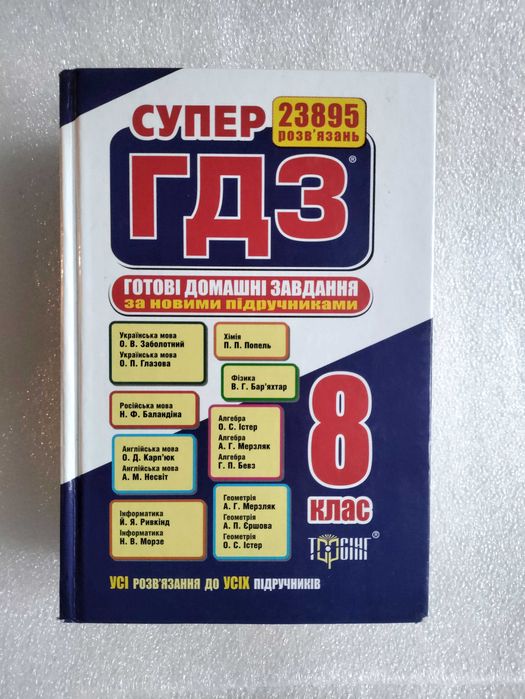 СУПЕР
23895
розв'язань
ГДЗ®
ГОТОВІ ДОМАШНІ ЗАВДАННЯ
за новими підручниками
Українська мова
О. В. Заболотний
Українська мова
О. П. Глазова
Російська мова
Н. Ф. Баландіна
Англійська мова
О. Д. Карп'юк
Англійська мова
А. М. Несвіт
Інформатика
Й. Я. Ривкінд
Інформатика
Н. В. Морзе
Хімія
П. П. Попель
Фізика
В. Г. Бар'яхтар
Алгебра
О. С. Істер
Алгебра
А. Г. Мерзляк
Алгебра
Г. П. Бевз
Геометрія
А. Г. Мерзляк
Геометрія
А. П. Єршова
Геометрія
О. С. Істер
8
клас
ТОРСІНГ®
УСІ РОЗВ'ЯЗАННЯ ДО УСІХ ПІДРУЧНИКІВ